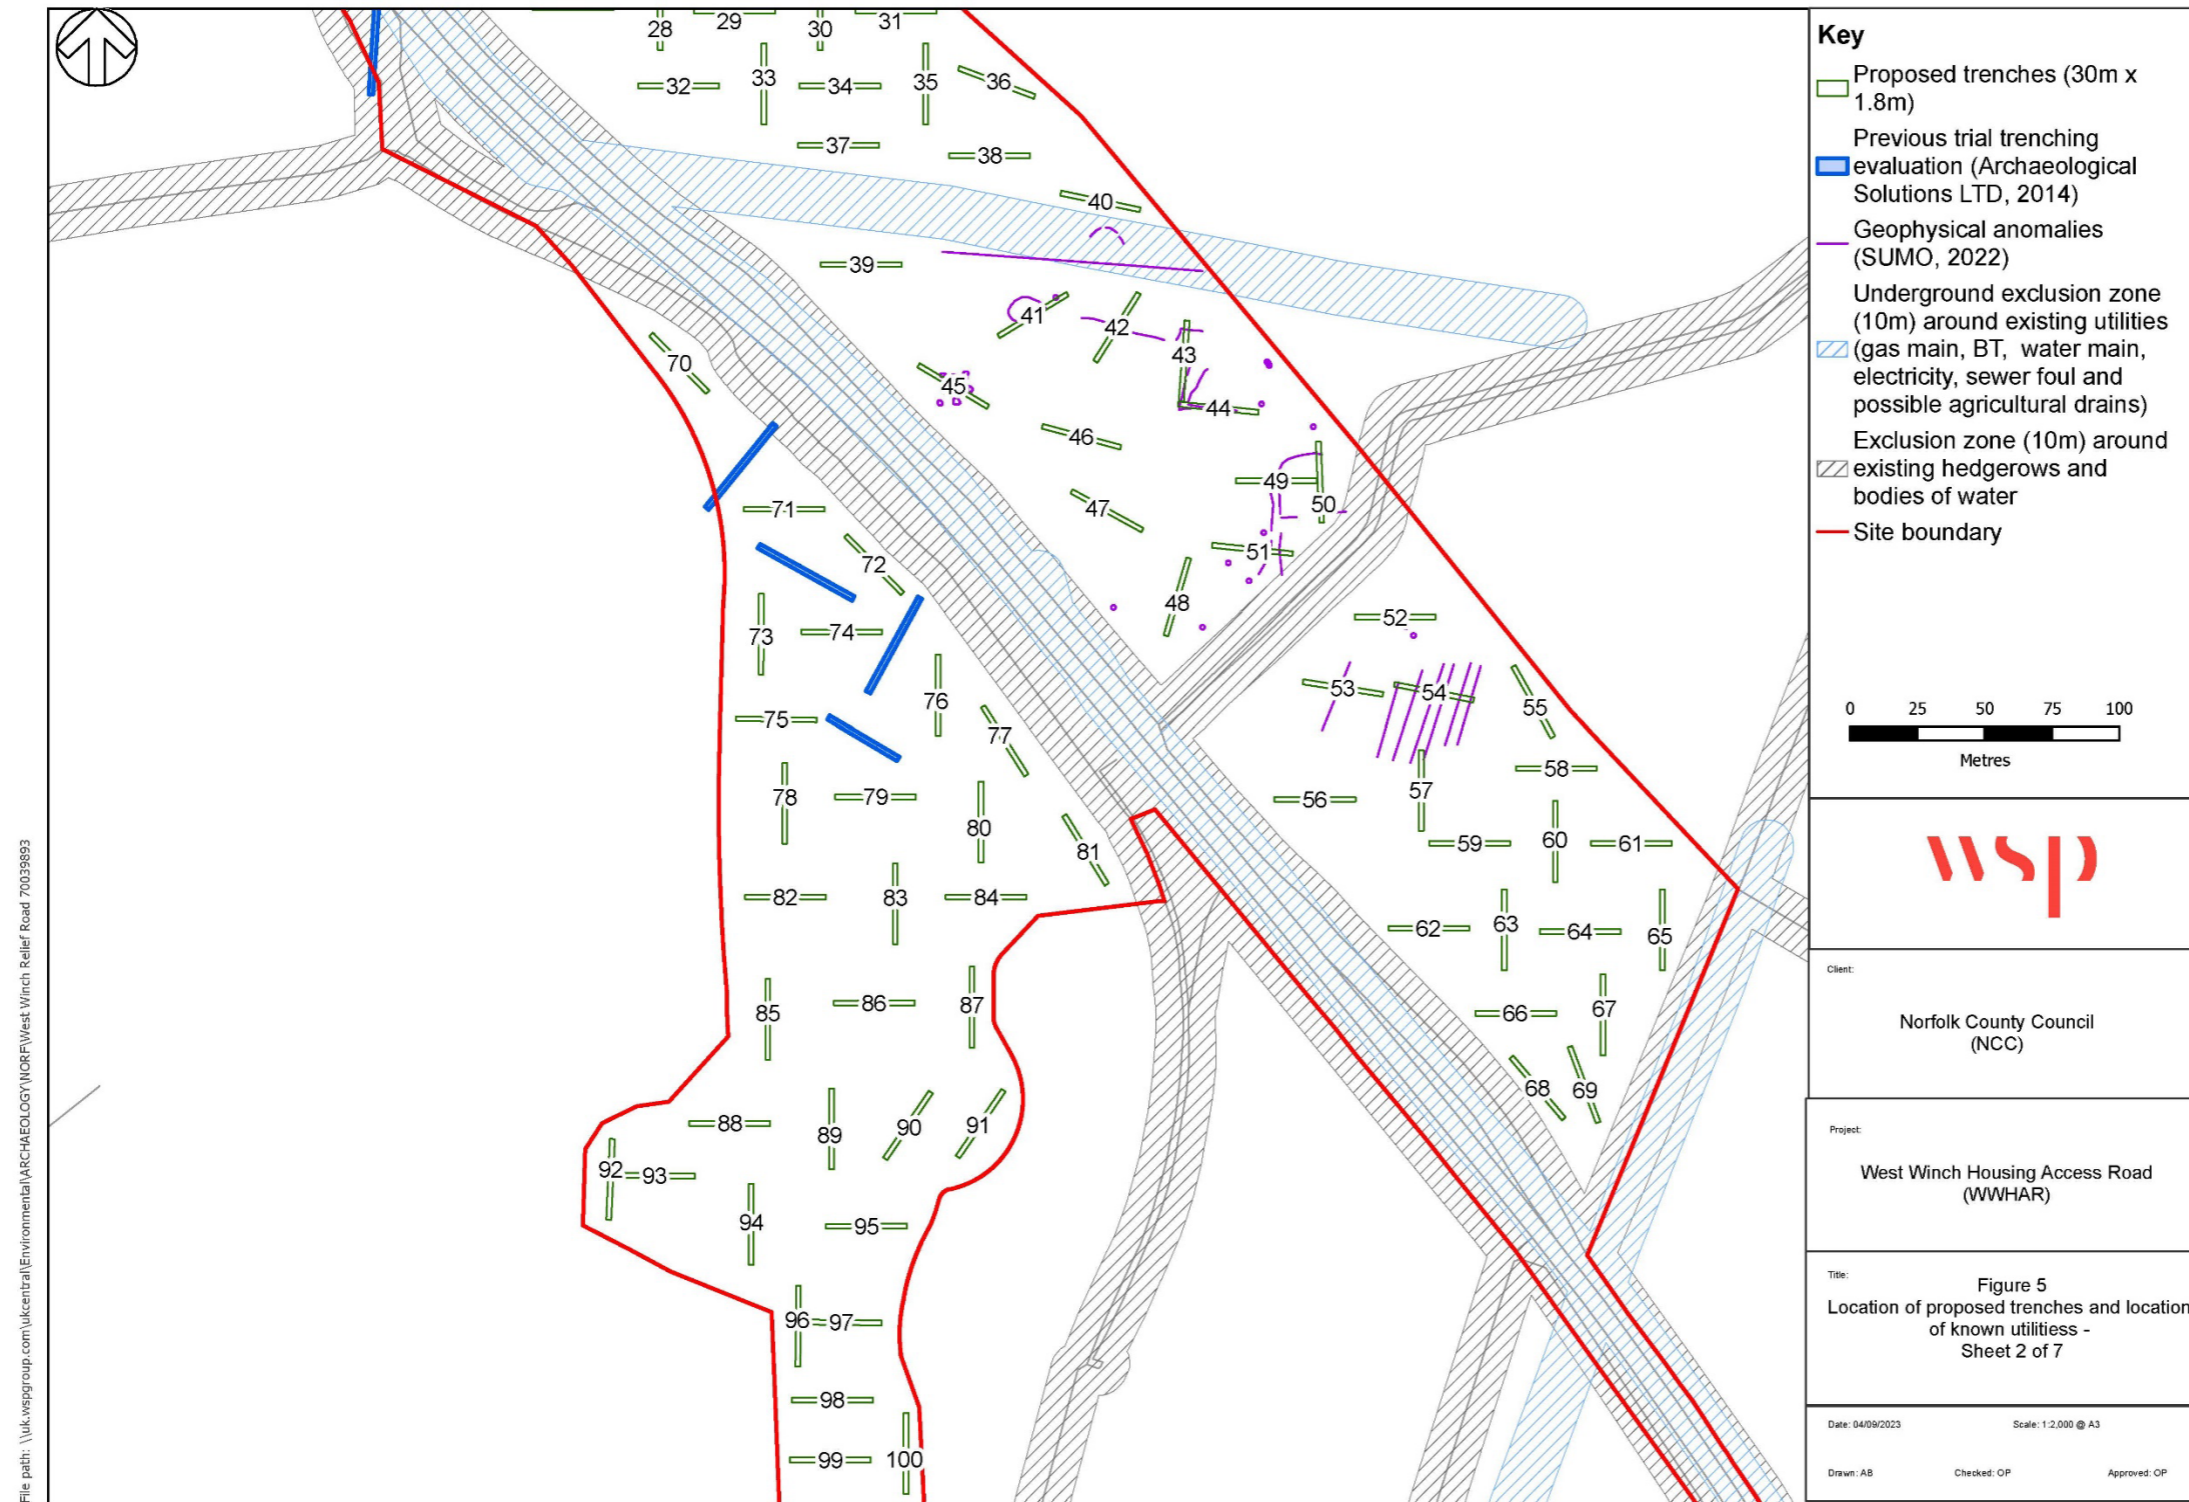 28
29
30
31
32
33
34
35
36
37
38
40
39
41
42
43
45
44
46
70
49
47
50
71
51
72
48
52
73
74
53
54
76
55
75
77
58
78
79
57
56
80
59
60
61
81
82
83
84
62
63
64
65
85
86
87
66
67
68
69
88
89
90
91
92
93
94
95
96
97
98
99
100
Key
Proposed trenches (30m x
1.8m)
Previous trial trenching
evaluation (Archaeological
Solutions LTD, 2014)
Geophysical anomalies
(SUMO, 2022)
Underground exclusion zone
(10m) around existing utilities
(gas main, BT, water main,
electricity, sewer foul and
possible agricultural drains)
Exclusion zone (10m) around
existing hedgerows and
bodies of water
Site boundary
0 25 50 75 100
Metres
wsp
Client:
Norfolk County Council
(NCC)
Project:
West Winch Housing Access Road
(WWHAR)
Title:
Figure 5
Location of proposed trenches and location
of known utilitiess -
Sheet 2 of 7
Date: 04/09/2023 Scale: 1:2,000 @ A3
Drawn: AB Checked: OP Approved: OP
File path: \\uk.wspgroup.com\ukcentral\Environmental\ARCHAEOLOGY\NORF\West Winch Relief Road 70039893